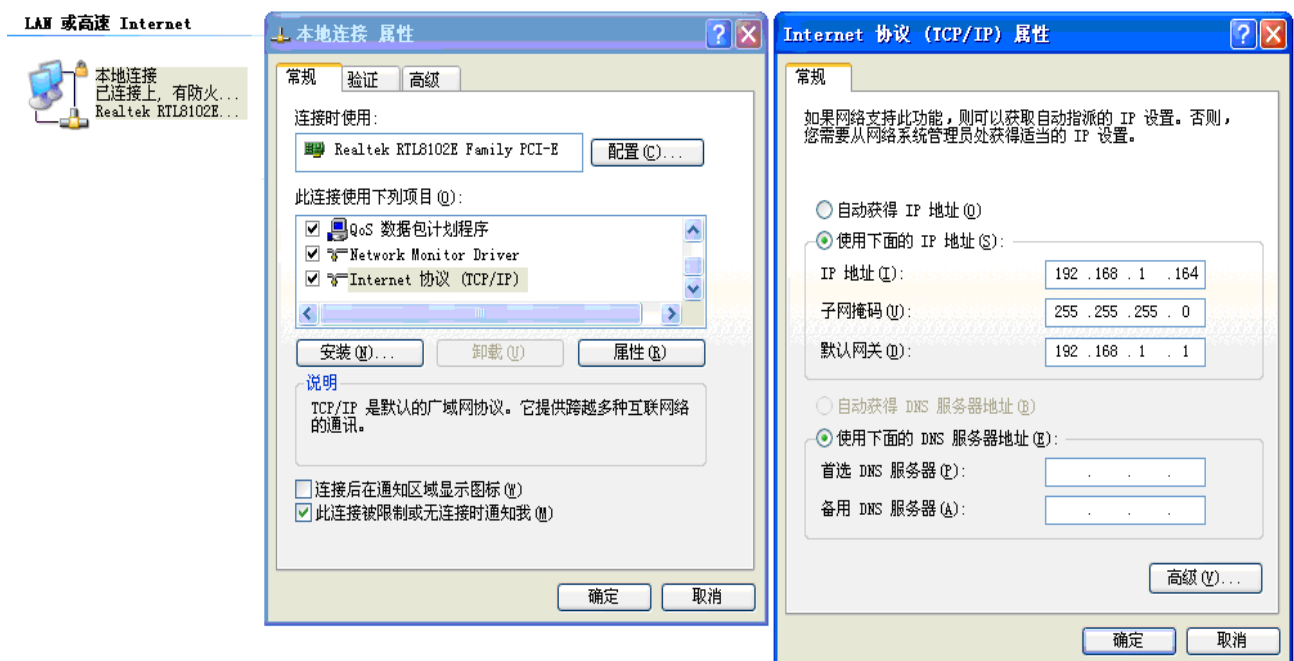 LAN 或高速 Internet
本地连接
已连接上, 有防火...
Realtek RTL8102E...
本地连接 属性
常规 验证 高级
连接时使用:
Realtek RTL8102E Family PCI-E
配置(C)...
此连接使用下列项目(O):
QoS 数据包计划程序
Network Monitor Driver
Internet 协议 (TCP/IP)
安装(N)... 卸载(U) 属性(R)
说明
TCP/IP 是默认的广域网协议。它提供跨越多种互联网络
的通讯。
连接后在通知区域显示图标(W)
此连接被限制或无连接时通知我(M)
确定 取消
Internet 协议 (TCP/IP) 属性
常规
如果网络支持此功能,则可以获取自动指派的 IP 设置。否则,
您需要从网络系统管理员处获得适当的 IP 设置。
自动获得 IP 地址(O)
使用下面的 IP 地址(S):
IP 地址(I): 192 .168 . 1 .164
子网掩码(U): 255 .255 .255 . 0
默认网关(D): 192 .168 . 1 . 1
自动获得 DNS 服务器地址(B)
使用下面的 DNS 服务器地址(E):
首选 DNS 服务器(P): . . .
备用 DNS 服务器(A): . . .
高级(V)...
确定 取消